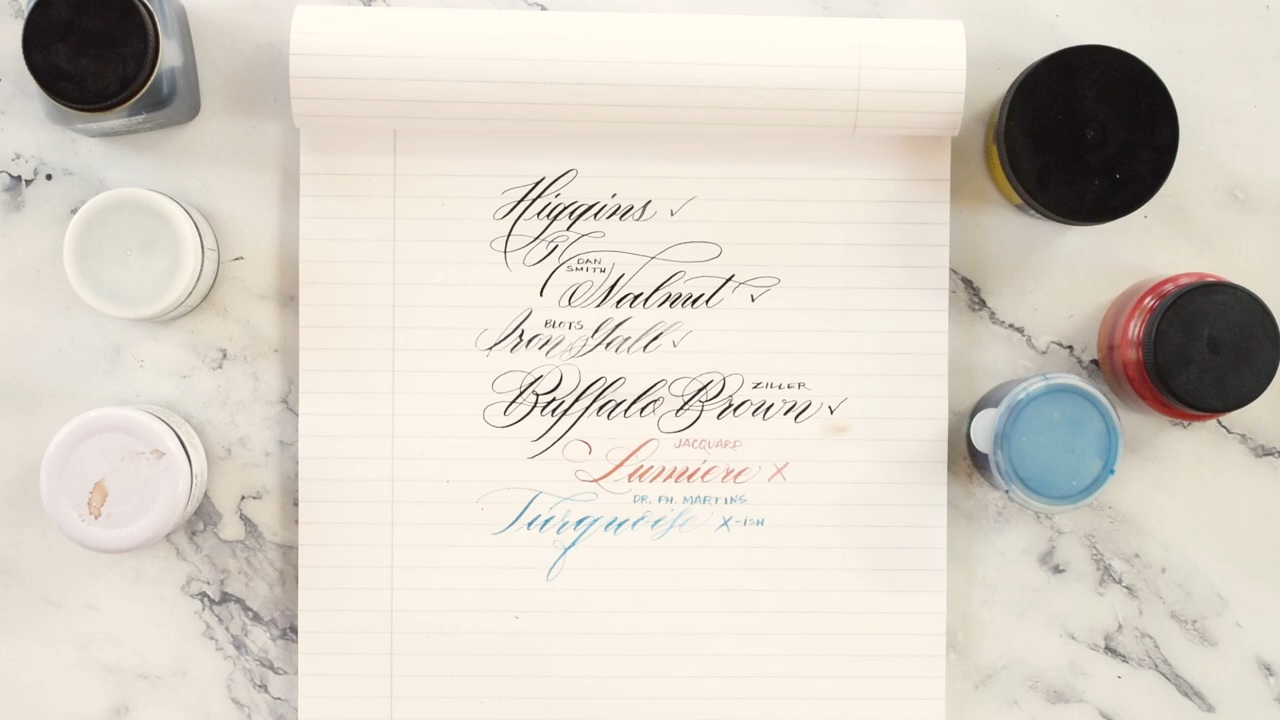 Higgins ✓
DAN
SMITH
Walnut ✓
BLOTS
Iron Gall ✓
ZILLER
Buffalo Brown ✓
JACQUARD
Lumiere X
DR. PH. MARTINS
Turquoise X-ISH